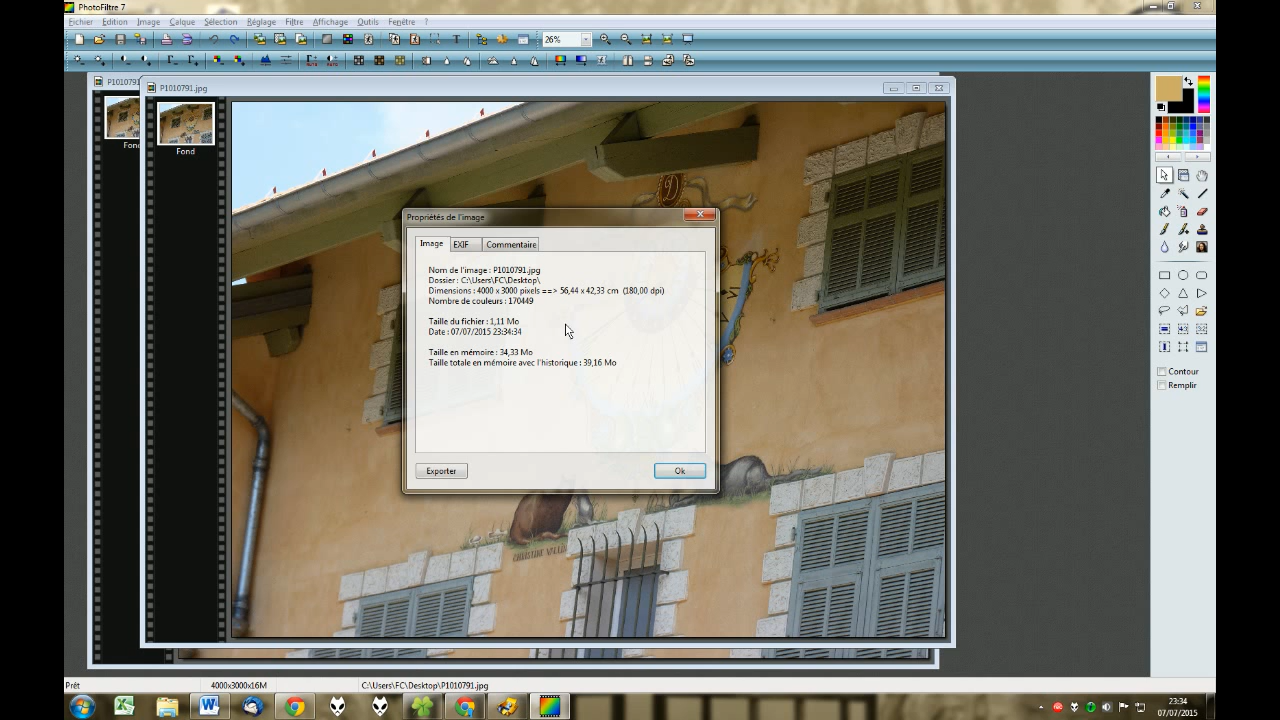 PhotoFiltre 7
Fichier Edition Image Calque Sélection Réglage Filtre Affichage Outils Fenêtre ?
26%
P1010791
P1010791.jpg
Fond
Fond
Propriétés de l'image
Image EXIF Commentaire
Nom de l'image : P1010791.jpg
Dossier : C:\Users\FC\Desktop\
Dimensions : 4000 x 3000 pixels ==> 56,44 x 42,33 cm (180,00 dpi)
Nombre de couleurs : 170449
Taille du fichier : 1,11 Mo
Date : 07/07/2015 23:34:34
Taille en mémoire : 34,33 Mo
Taille totale en mémoire avec l'historique : 39,16 Mo
Exporter Ok
Contour
Remplir
Prêt 4000x3000x16M C:\Users\FC\Desktop\P1010791.jpg
23:34
07/07/2015